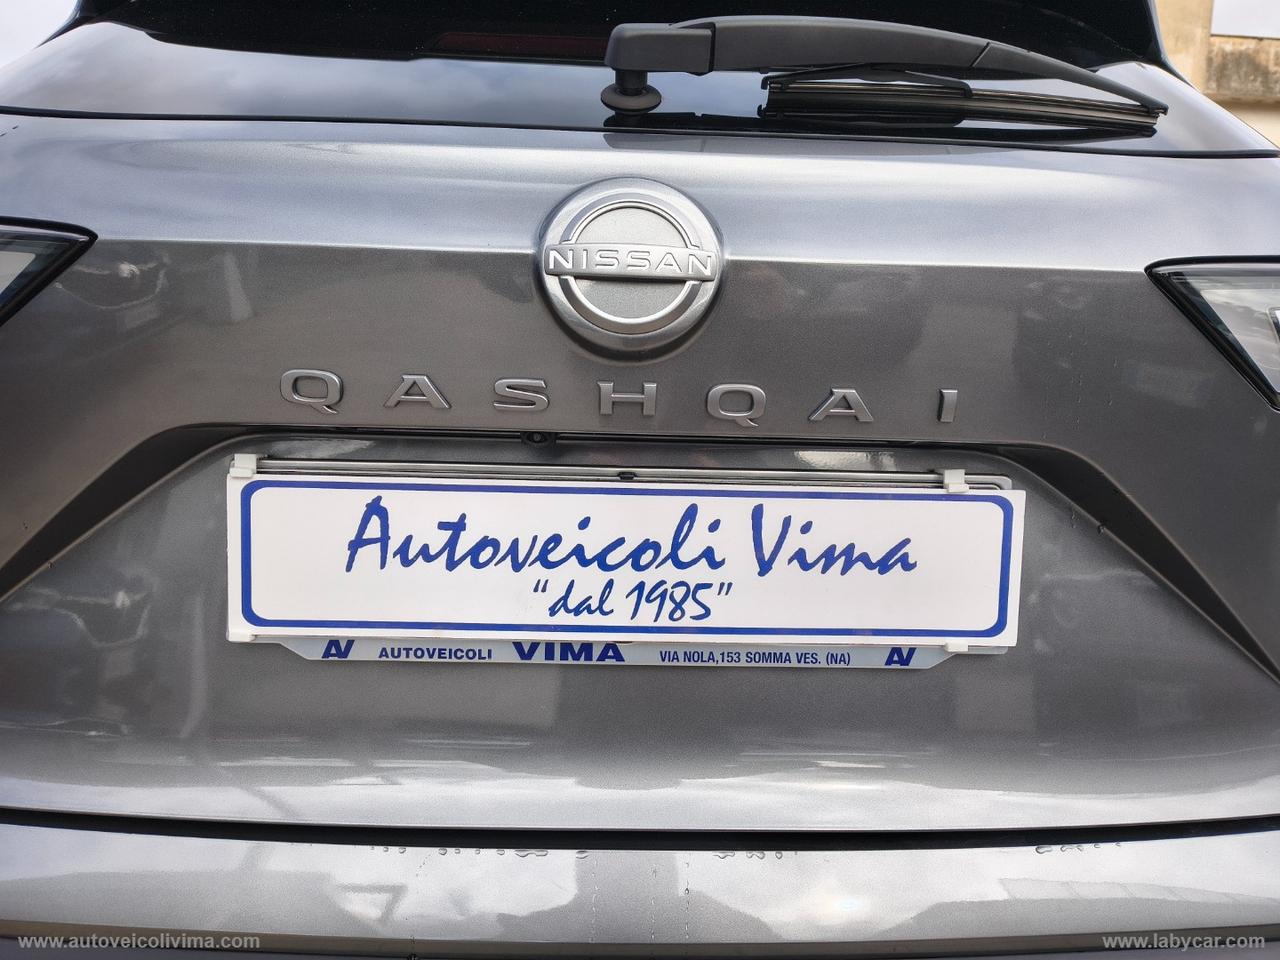 NISSAN
QASHQAI
Autoveicoli Vima
"dal 1985"
AV AUTOVEICOLI VIMA VIA NOLA,153 SOMMA VES. (NA) AV
www.autoveicolivima.com
www.labycar.com